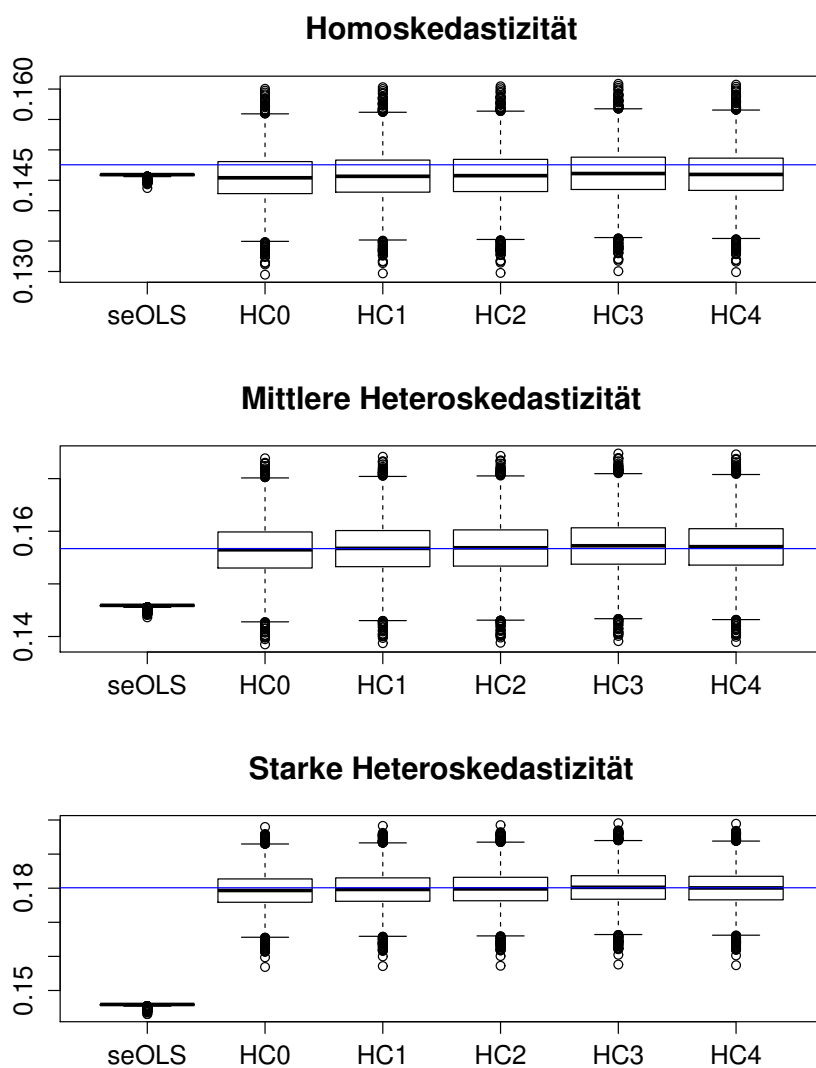 Homoskedastizität
0.160
0.145
0.130
seOLS HC0 HC1 HC2 HC3 HC4
Mittlere Heteroskedastizität
0.16
0.14
seOLS HC0 HC1 HC2 HC3 HC4
Starke Heteroskedastizität
0.18
0.15
seOLS HC0 HC1 HC2 HC3 HC4